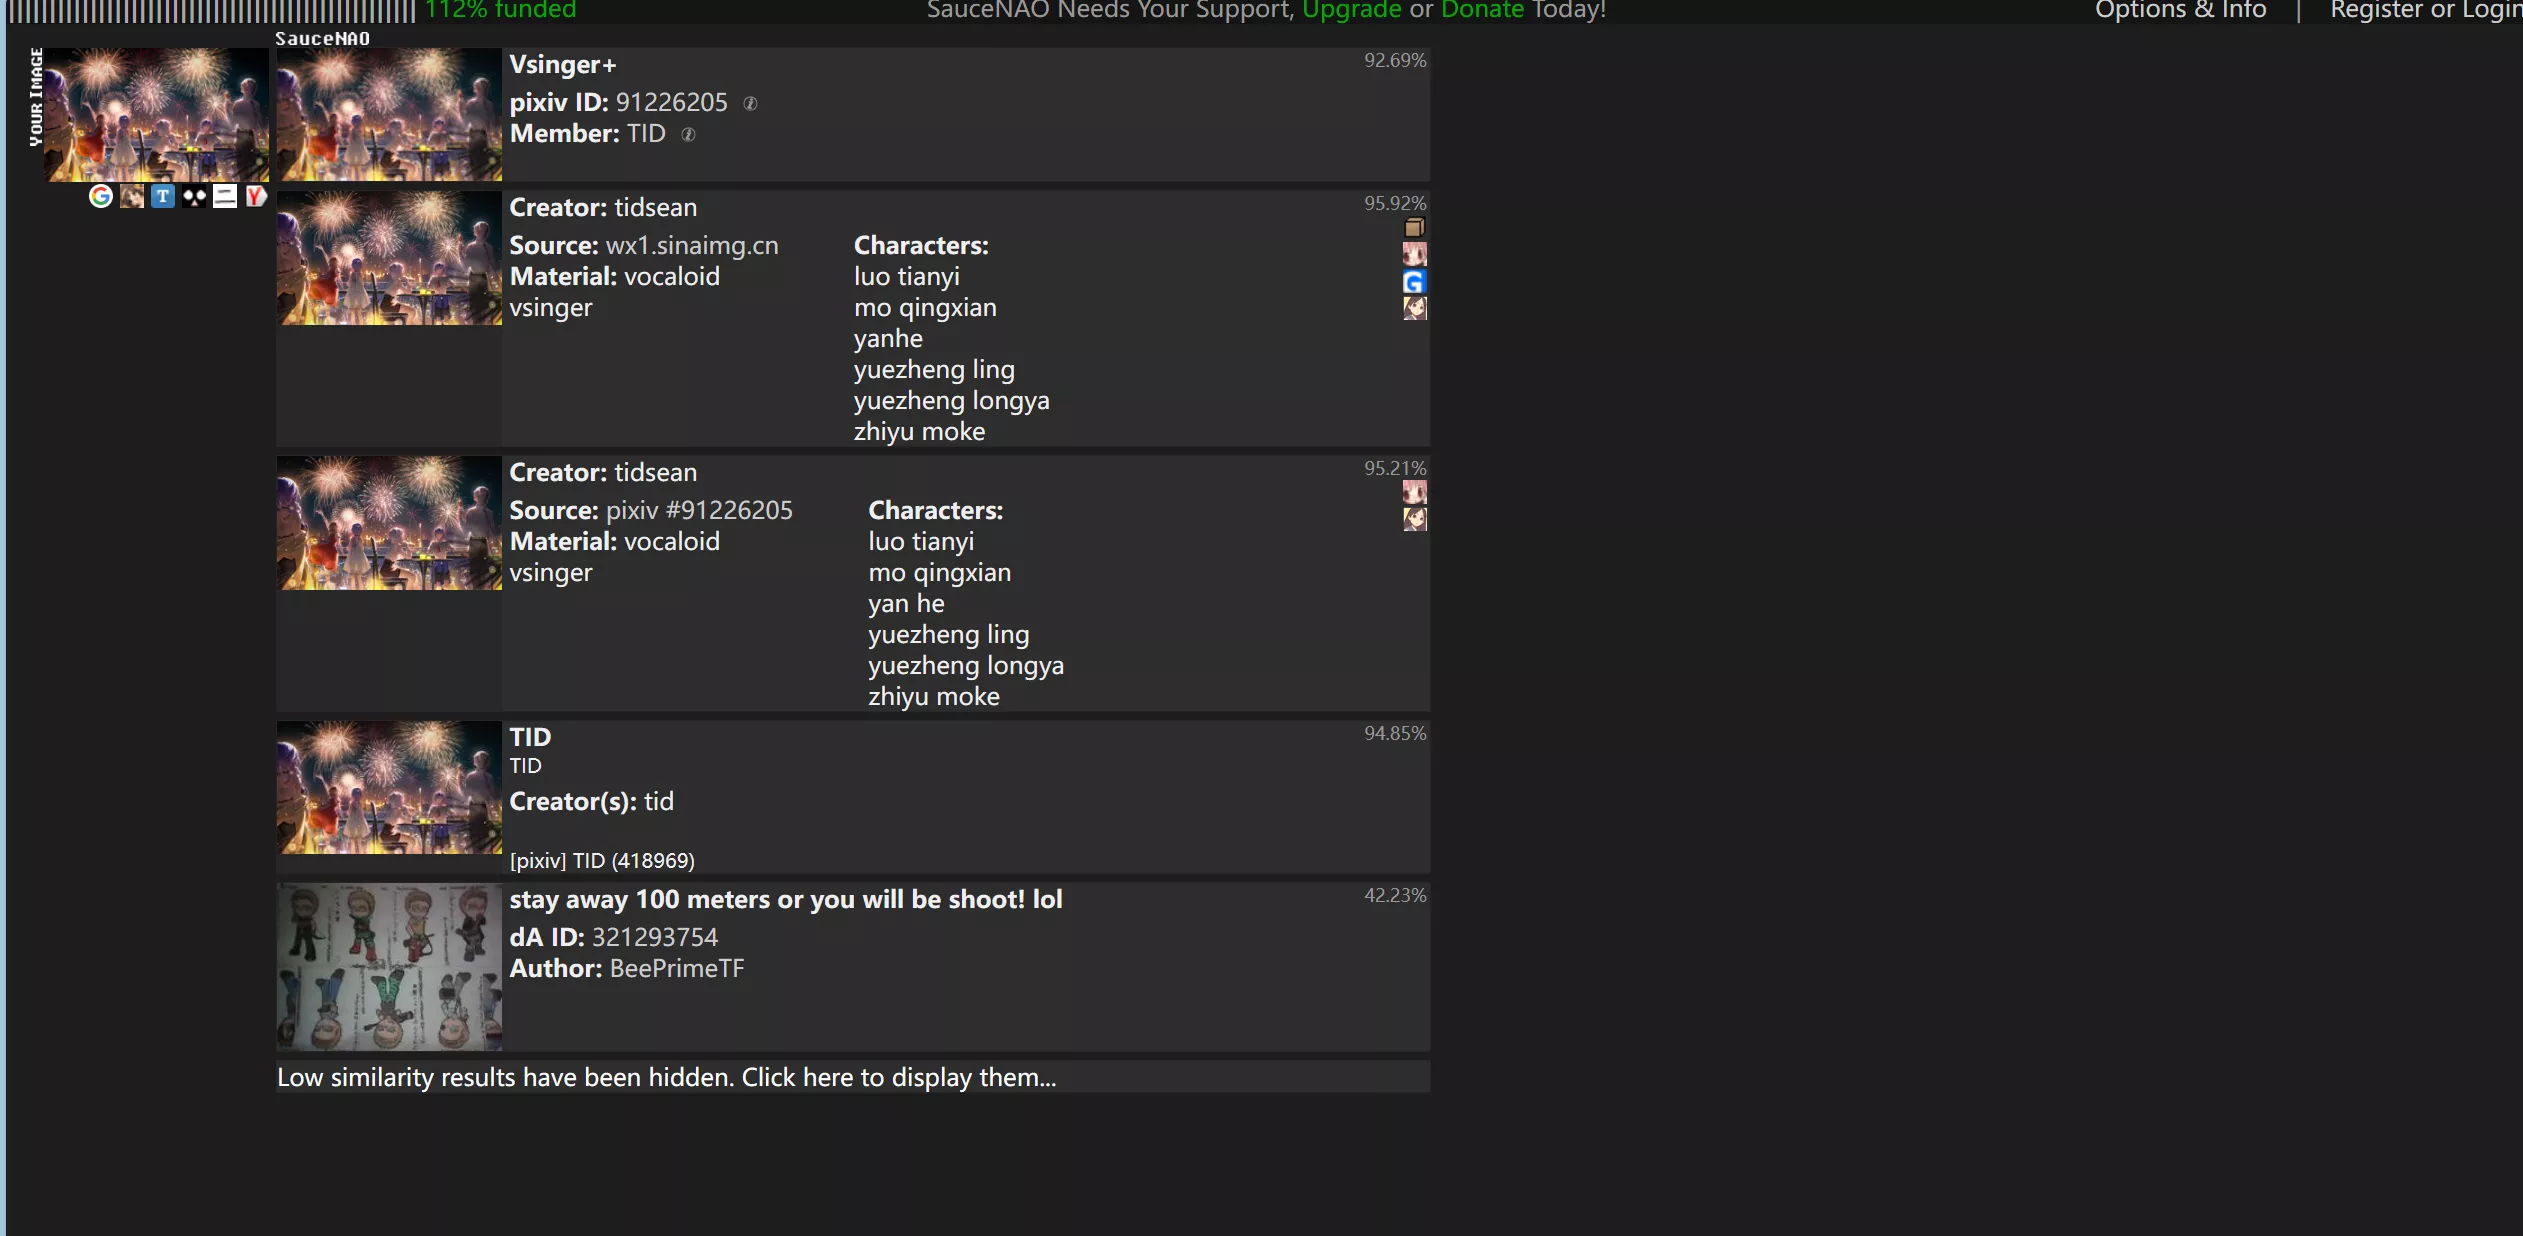 112% funded
SauceNAO Needs Your Support, Upgrade or Donate Today!
Options & Info | Register or Login
SauceNAO
YOUR IMAGE
Vsinger+
92.69%
pixiv ID: 91226205
Member: TID
Creator: tidsean
95.92%
Source: wx1.sinaimg.cn
Material: vocaloid
vsinger
Characters:
luo tianyi
mo qingxian
yanhe
yuezheng ling
yuezheng longya
zhiyu moke
Creator: tidsean
95.21%
Source: pixiv #91226205
Material: vocaloid
vsinger
Characters:
luo tianyi
mo qingxian
yan he
yuezheng ling
yuezheng longya
zhiyu moke
TID
94.85%
TID
Creator(s): tid
[pixiv] TID (418969)
stay away 100 meters or you will be shoot! lol
42.23%
dA ID: 321293754
Author: BeePrimeTF
Low similarity results have been hidden. Click here to display them...